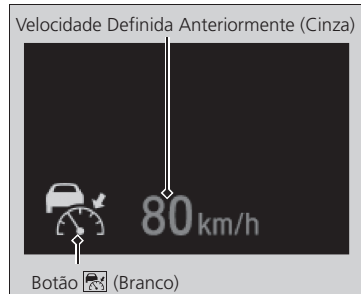 Velocidade Definida Anteriormente (Cinza)
80 km/h
Botão (Branco)